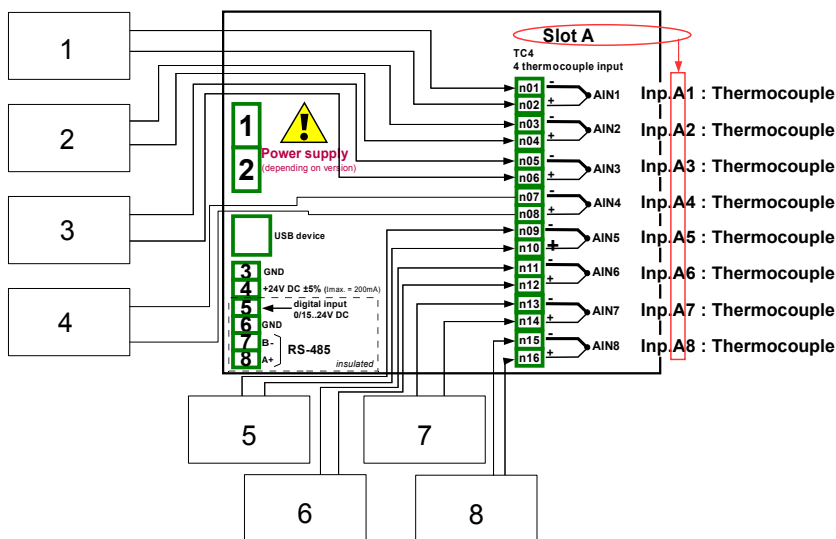 Slot A
TC4
4 thermocouple input
1
2
3
4
n01 - AIN1 Inp.A1 : Thermocouple
n02 +
n03 - AIN2 Inp.A2 : Thermocouple
n04 +
n05 - AIN3 Inp.A3 : Thermocouple
n06 +
n07 - AIN4 Inp.A4 : Thermocouple
n08 +
n09 - AIN5 Inp.A5 : Thermocouple
n10 +
n11 - AIN6 Inp.A6 : Thermocouple
n12 +
n13 - AIN7 Inp.A7 : Thermocouple
n14 +
n15 - AIN8 Inp.A8 : Thermocouple
n16 +
1
2
!
Power supply
(depending on version)
USB device
3 GND
4 +24V DC ±5% (Imax. = 200mA)
5 digital input
0/15..24V DC
6 GND
7 B-
RS-485
8 A+
insulated
5
7
6
8